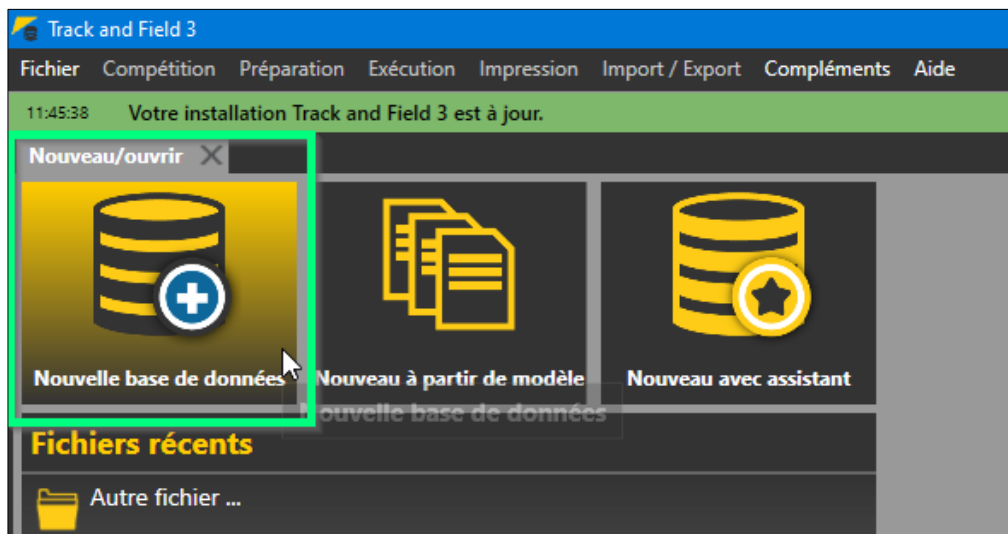 Track and Field 3
Fichier Compétition Préparation Exécution Impression Import / Export Compléments Aide
11:45:38 Votre installation Track and Field 3 est à jour.
Nouveau/ouvrir
Nouvelle base de données Nouveau à partir de modèle Nouveau avec assistant
Nouvelle base de données
Fichiers récents
Autre fichier ...